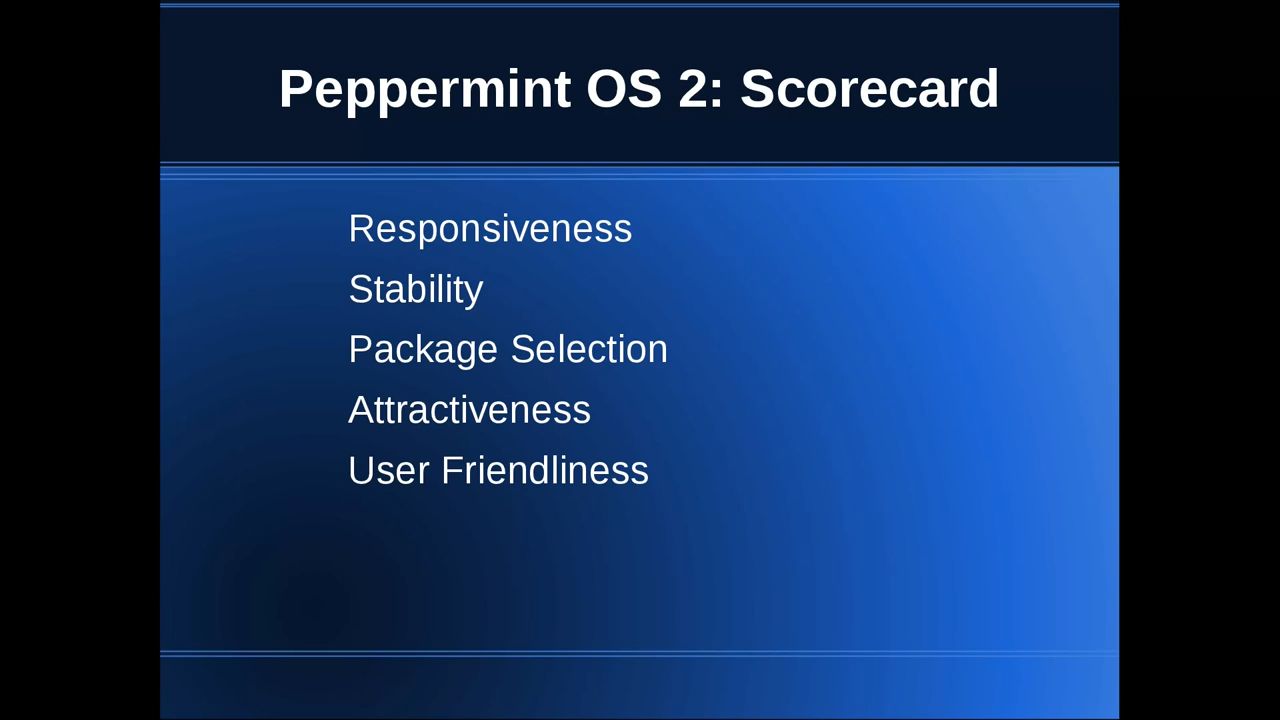 Peppermint OS 2: Scorecard
Responsiveness
Stability
Package Selection
Attractiveness
User Friendliness